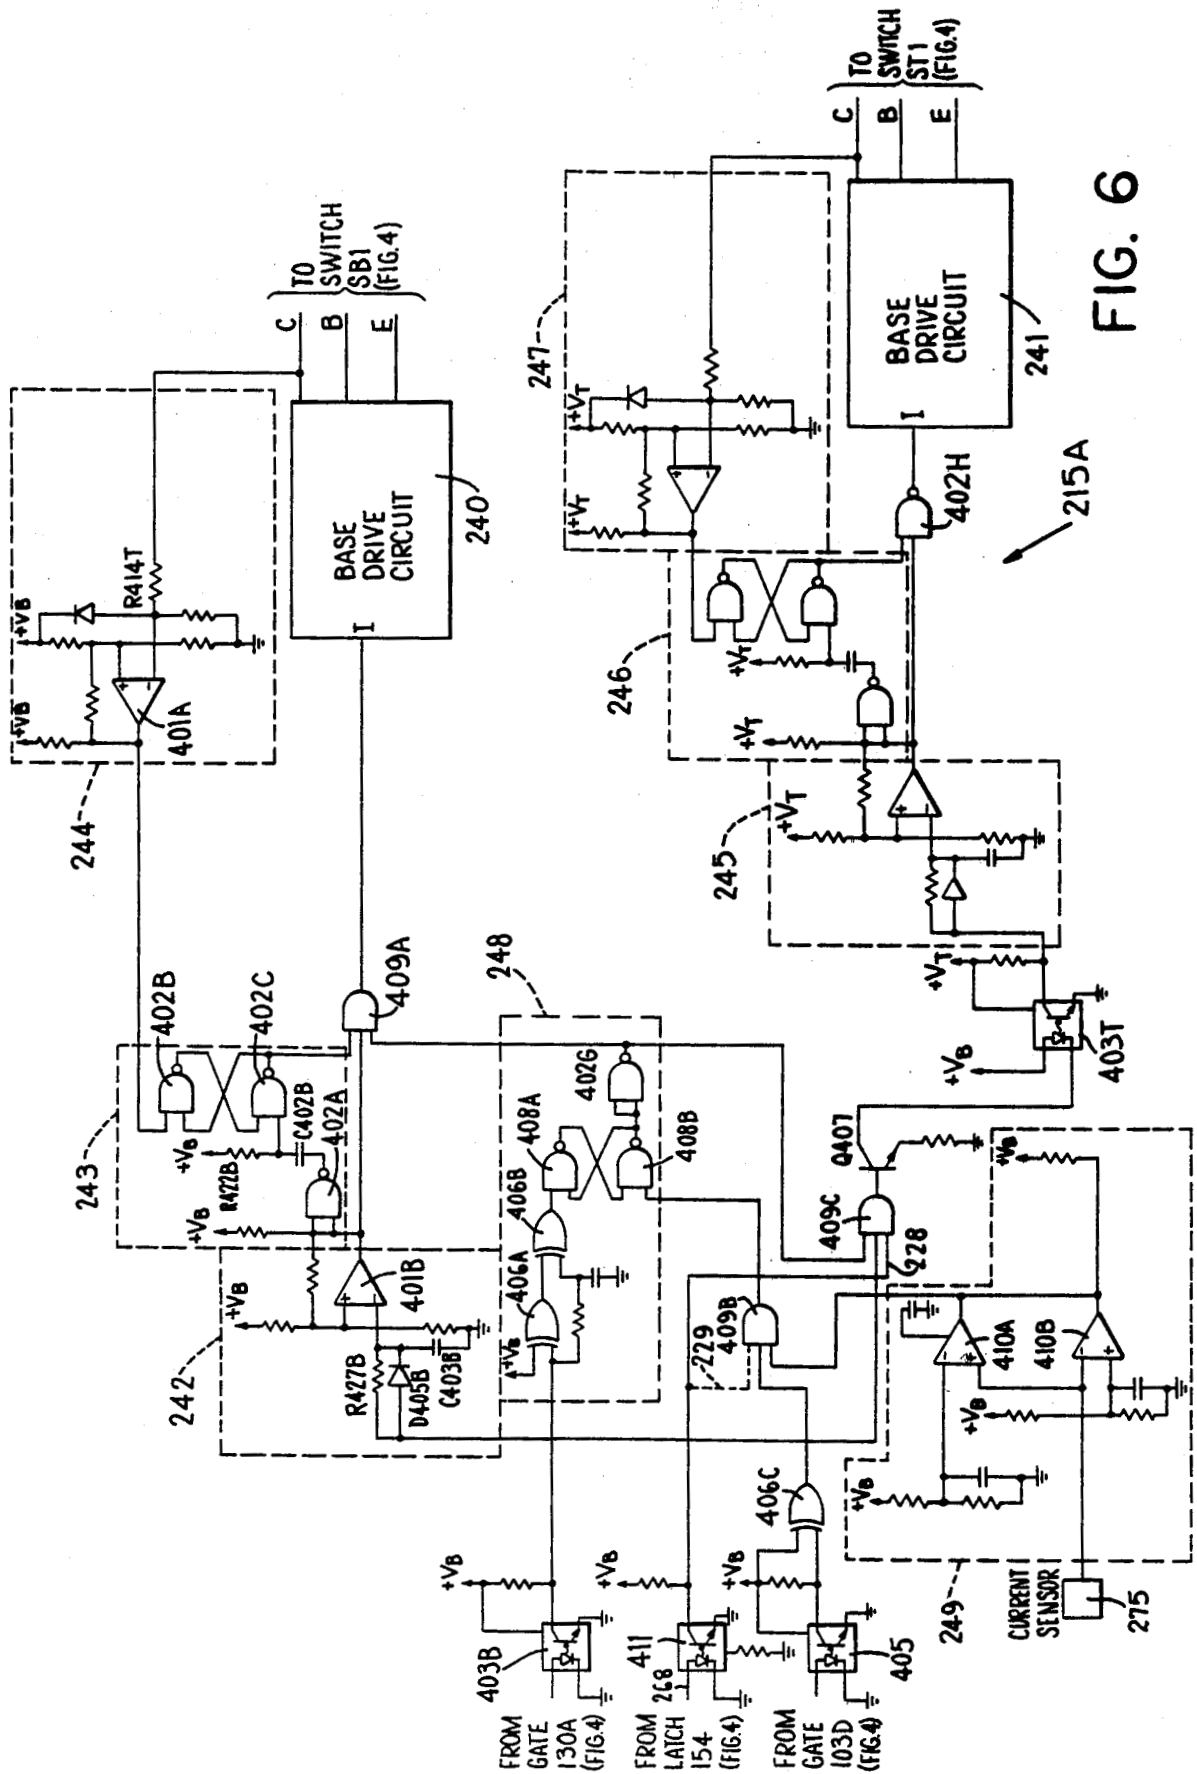 244
+VB
+VB
401A
R414T
C
B
E
TO
SWITCH
SB1
(FIG.4)
BASE
DRIVE
CIRCUIT
I
240
243
402B
402C
+VB
R422B
C402B
402A
+VB
409A
242
+VB
401B
R427B
D405B
C403B
248
406A
406B
408A
402G
408B
+VB
247
+VT
+VT
C
B
E
TO
SWITCH
ST1
(FIG.4)
BASE
DRIVE
CIRCUIT
I
241
402H
246
+VT
+VT
245
+VT
+VT
+VB
403T
Q407
409C
228
229
409B
406C
+VB
403B
FROM
GATE
130A
(FIG.4)
+VB
411
268
FROM
LATCH
154
(FIG.4)
+VB
405
FROM
GATE
103D
(FIG.4)
249
+VB
+VB
+VB
410A
410B
CURRENT
SENSOR
275
215A
FIG. 6